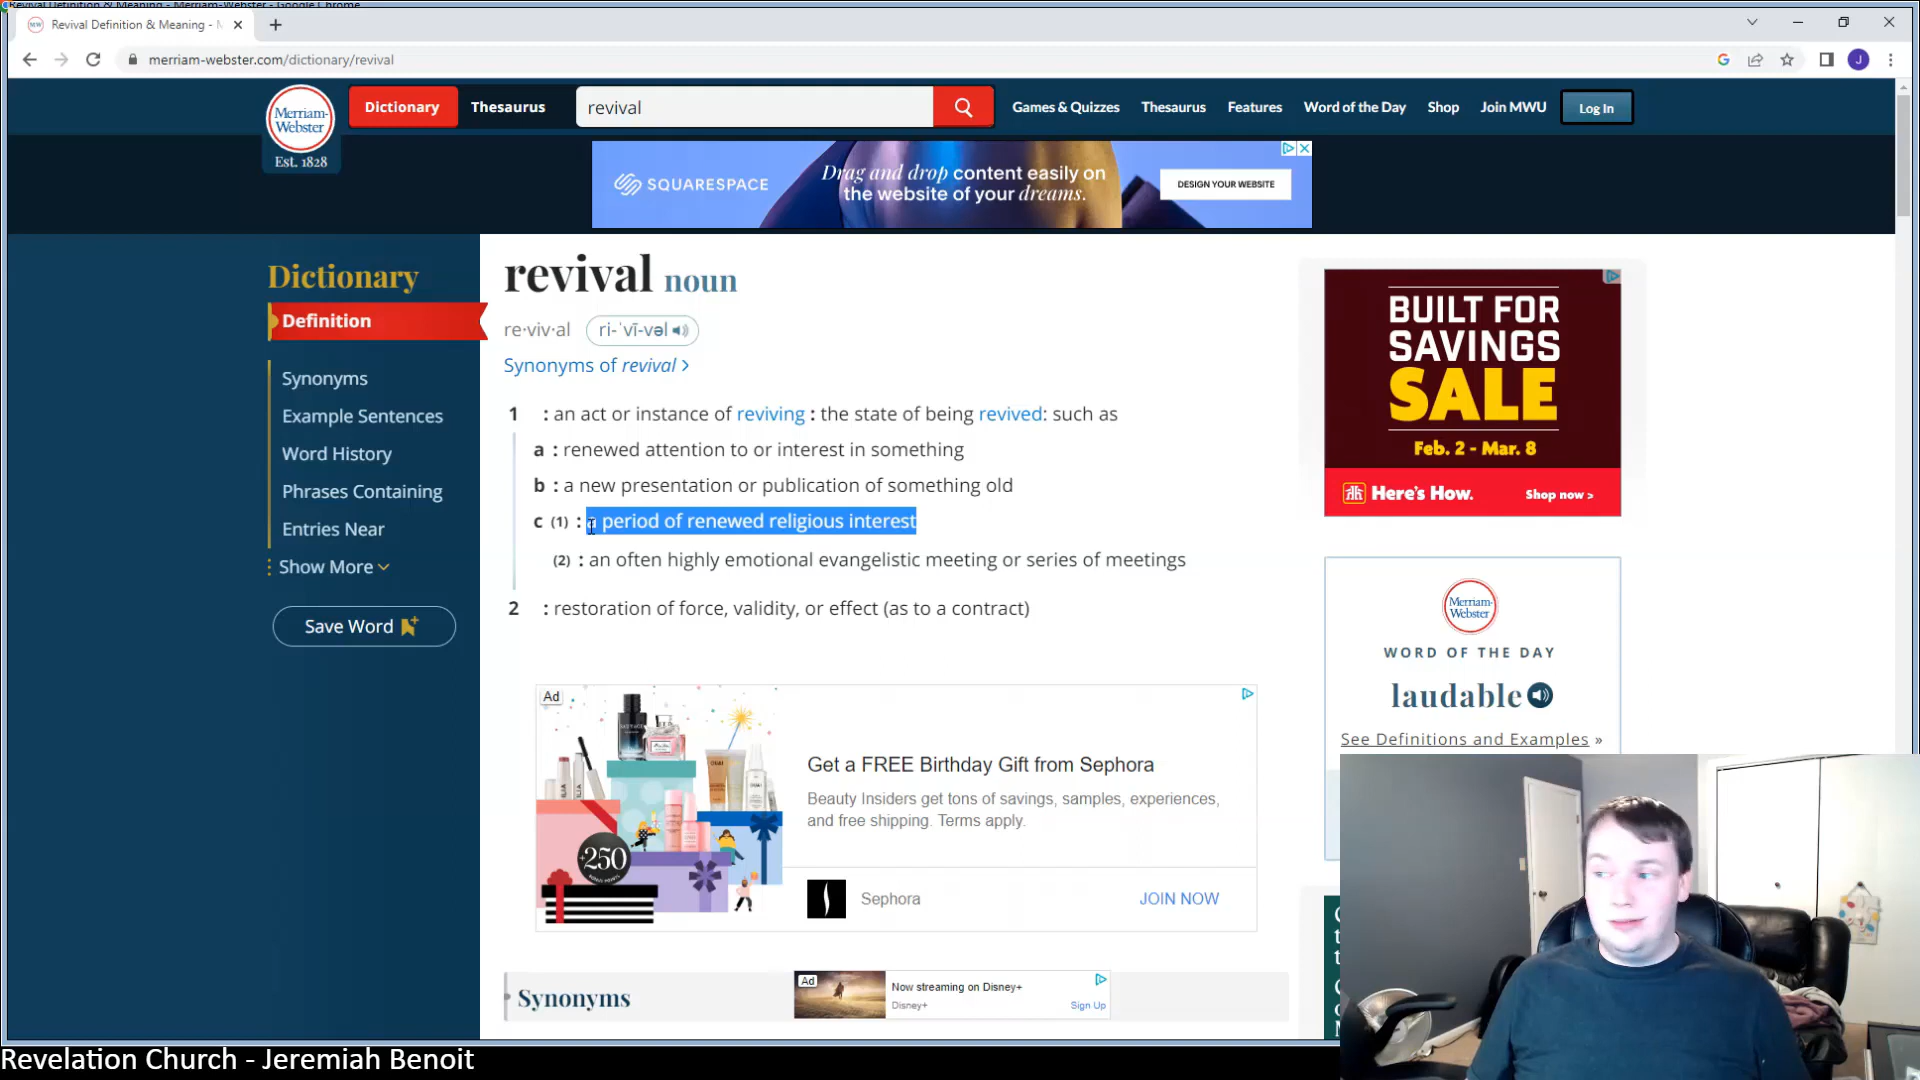 Revival Definition & Meaning - Merriam-Webster - Google Chrome
Revival Definition & Meaning -
merriam-webster.com/dictionary/revival
J
Merriam-
Webster
Est. 1828
Dictionary
Thesaurus
revival
Games & Quizzes
Thesaurus
Features
Word of the Day
Shop
Join MWU
Log In
SQUARESPACE
Drag and drop content easily on
the website of your dreams.
DESIGN YOUR WEBSITE
Dictionary
Definition
Synonyms
Example Sentences
Word History
Phrases Containing
Entries Near
Show More
Save Word
revival noun
re·viv·al
ri-ˈvī-vəl
Synonyms of revival >
1 : an act or instance of reviving : the state of being revived: such as
a : renewed attention to or interest in something
b : a new presentation or publication of something old
c (1) : a period of renewed religious interest
(2) : an often highly emotional evangelistic meeting or series of meetings
2 : restoration of force, validity, or effect (as to a contract)
BUILT FOR
SAVINGS
SALE
Feb. 2 - Mar. 8
Here's How.
Shop now >
Merriam-
Webster
WORD OF THE DAY
laudable
See Definitions and Examples »
Ad
+250
Get a FREE Birthday Gift from Sephora
Beauty Insiders get tons of savings, samples, experiences,
and free shipping. Terms apply.
Sephora
JOIN NOW
Synonyms
Ad
Now streaming on Disney+
Disney+
Sign Up
Revelation Church - Jeremiah Benoit